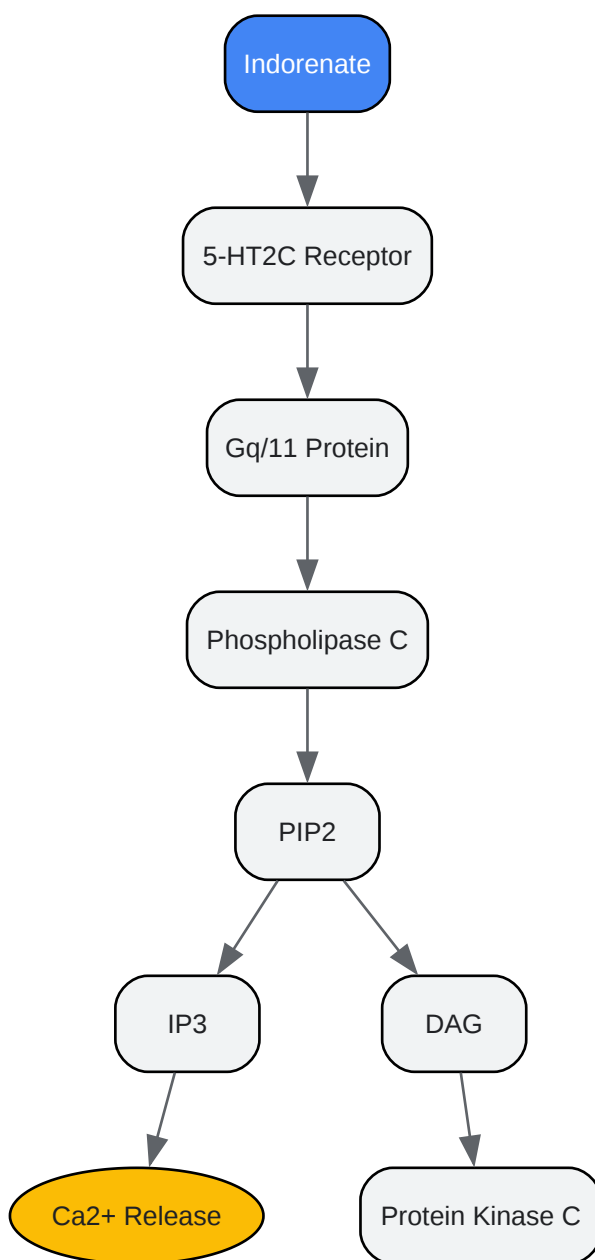 Indorenate
5-HT2C Receptor
Gq/11 Protein
Phospholipase C
PIP2
IP3
DAG
Ca2+ Release
Protein Kinase C